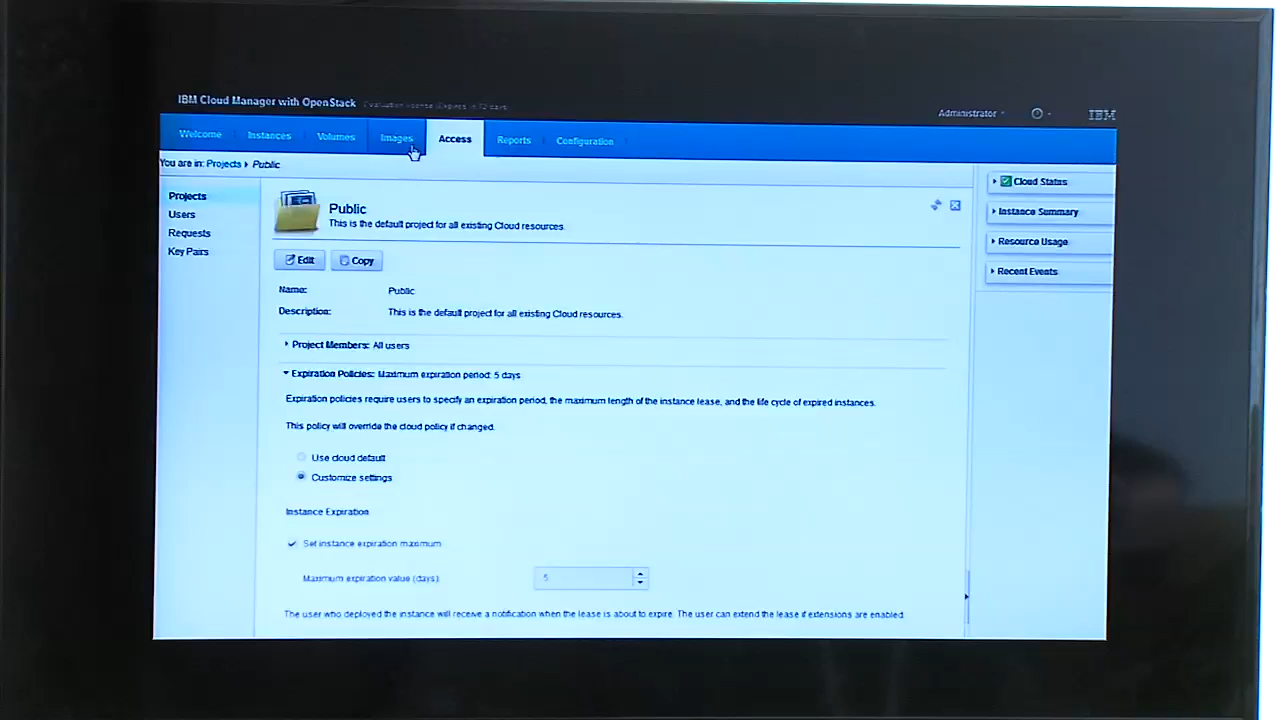 IBM Cloud Manager with OpenStack Evaluation license (Expires in 72 days)
Administrator IBM
Welcome Instances Volumes Images Access Reports Configuration
You are in: Projects Public
Projects
Users
Requests
Key Pairs
Public
This is the default project for all existing Cloud resources.
Edit Copy
Name: Public
Description: This is the default project for all existing Cloud resources.
Project Members: All users
Expiration Policies: Maximum expiration period: 5 days
Expiration policies require users to specify an expiration period, the maximum length of the instance lease, and the life cycle of expired instances.
This policy will override the cloud policy if changed.
Use cloud default
Customize settings
Instance Expiration
Set instance expiration maximum
Maximum expiration value (days): 5
The user who deployed the instance will receive a notification when the lease is about to expire. The user can extend the lease if extensions are enabled.
Cloud Status
Instance Summary
Resource Usage
Recent Events